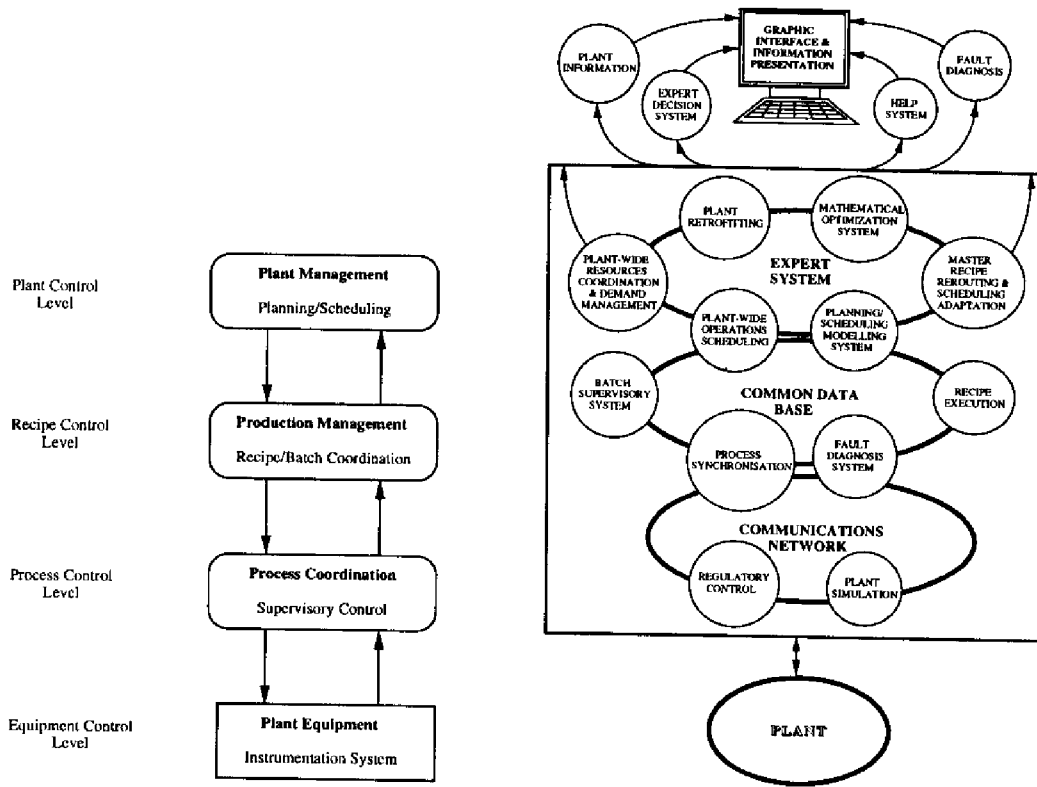 Plant Control
Level
Plant Management
Planning/Scheduling
Recipe Control
Level
Production Management
Recipe/Batch Coordination
Process Control
Level
Process Coordination
Supervisory Control
Equipment Control
Level
Plant Equipment
Instrumentation System
GRAPHIC
INTERFACE &
INFORMATION
PRESENTATION
PLANT
INFORMATION
EXPERT
DECISION
SYSTEM
HELP
SYSTEM
FAULT
DIAGNOSIS
PLANT
RETROFITTING
MATHEMATICAL
OPTIMIZATION
SYSTEM
PLANT-WIDE
RESOURCES
COORDINATION
& DEMAND
MANAGEMENT
EXPERT
SYSTEM
MASTER
RECIPE
REROUTING &
SCHEDULING
ADAPTATION
PLANT-WIDE
OPERATIONS
SCHEDULING
PLANNING/
SCHEDULING
MODELLING
SYSTEM
BATCH
SUPERVISORY
SYSTEM
COMMON DATA
BASE
RECIPE
EXECUTION
PROCESS
SYNCHRONISATION
FAULT
DIAGNOSIS
SYSTEM
COMMUNICATIONS
NETWORK
REGULATORY
CONTROL
PLANT
SIMULATION
PLANT